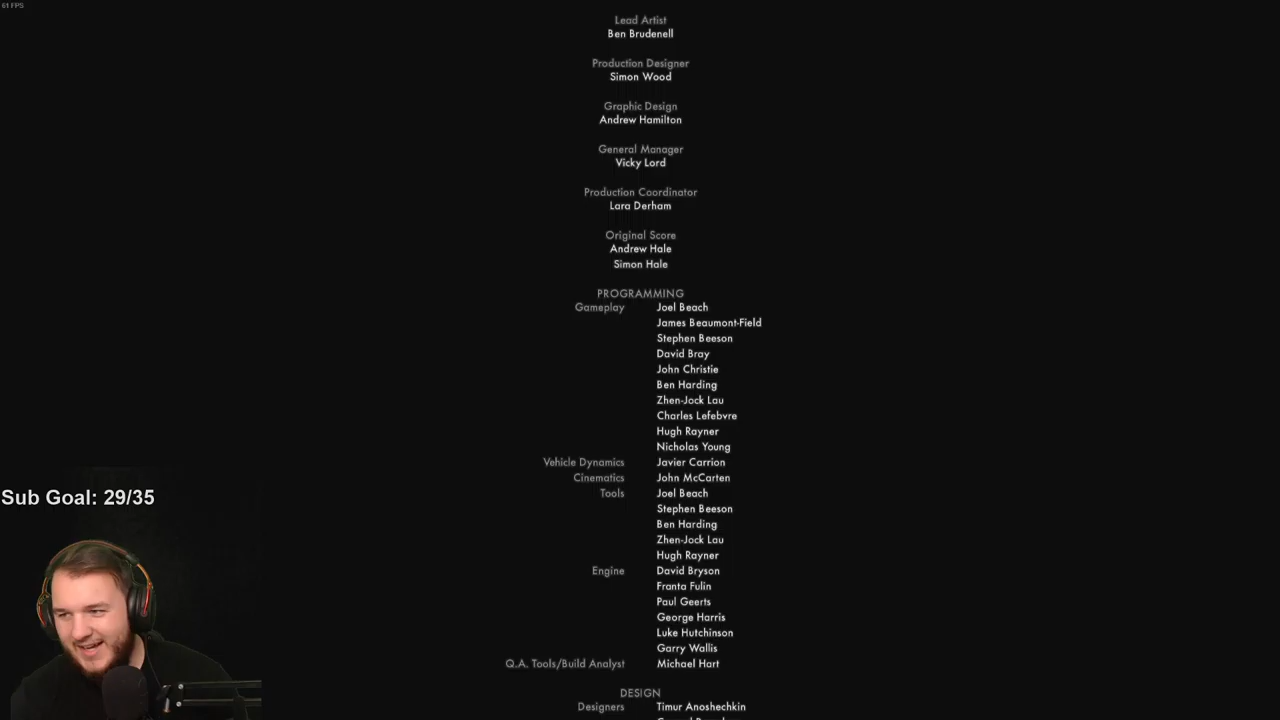 61 FPS
Lead Artist
Ben Brudenell
Production Designer
Simon Wood
Graphic Design
Andrew Hamilton
General Manager
Vicky Lord
Production Coordinator
Lara Derham
Original Score
Andrew Hale
Simon Hale
PROGRAMMING
Gameplay Joel Beach
James Beaumont-Field
Stephen Beeson
David Bray
John Christie
Ben Harding
Zhen-Jock Lau
Charles Lefebvre
Hugh Rayner
Nicholas Young
Vehicle Dynamics Javier Carrion
Cinematics John McCarten
Tools Joel Beach
Stephen Beeson
Ben Harding
Zhen-Jock Lau
Hugh Rayner
Engine David Bryson
Franta Fulin
Paul Geerts
George Harris
Luke Hutchinson
Garry Wallis
Q.A. Tools/Build Analyst Michael Hart
DESIGN
Designers Timur Anoshechkin
Sub Goal: 29/35